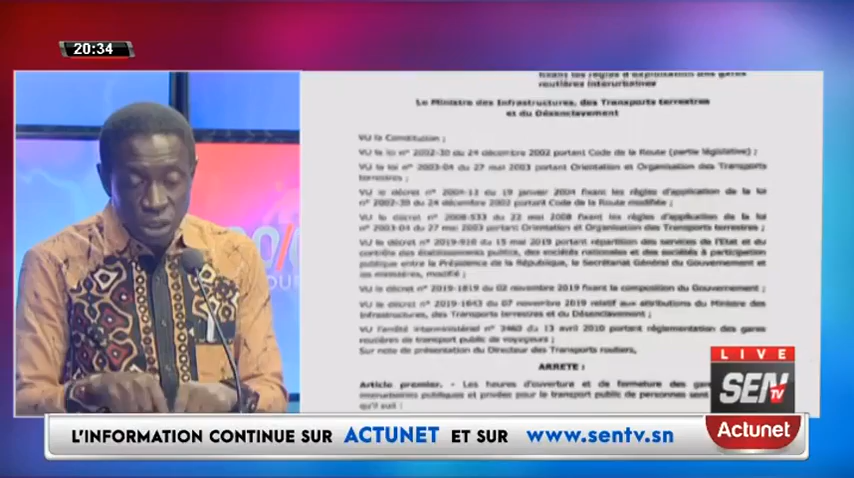 20:34
fixant les règles d'exploitation des gares
routières interurbaines
Le Ministre des Infrastructures, des Transports terrestres
et du Désenclavement
VU la Constitution ;
VU la loi n° 2002-30 du 24 décembre 2002 portant Code de la Route (partie législative) ;
VU la loi n° 2003-04 du 27 mai 2003 portant Orientation et Organisation des Transports
terrestres ;
VU le décret n° 2004-13 du 19 janvier 2004 fixant les règles d'application de la loi
n° 2002-30 du 24 décembre 2002 portant Code de la Route modifiée ;
VU le décret n° 2008-533 du 22 mai 2008 fixant les règles d'application de la loi
n° 2003-04 du 27 mai 2003 portant Orientation et Organisation des Transports terrestres ;
VU le décret n° 2019-910 du 15 mai 2019 portant répartition des services de l'Etat et du
contrôle des établissements publics, des sociétés nationales et des sociétés à participation
publique entre la Présidence de la République, le Secrétariat Général du Gouvernement et
les ministères, modifié ;
VU le décret n° 2019-1819 du 02 novembre 2019 fixant la composition du Gouvernement ;
VU le décret n° 2019-1843 du 07 novembre 2019 relatif aux attributions du Ministre des
Infrastructures, des Transports terrestres et du Désenclavement ;
VU l'arrêté interministériel n° 3460 du 13 avril 2010 portant réglementation des gares
routières de transport public de voyageurs ;
Sur note de présentation du Directeur des Transports routiers,
ARRETE :
Article premier. - Les heures d'ouverture et de fermeture des
interurbaines publiques et privées pour le transport public de personnes sont
qu'il suit :
LIVE
SEN TV
Actunet
L'INFORMATION CONTINUE SUR ACTUNET ET SUR www.sentv.sn